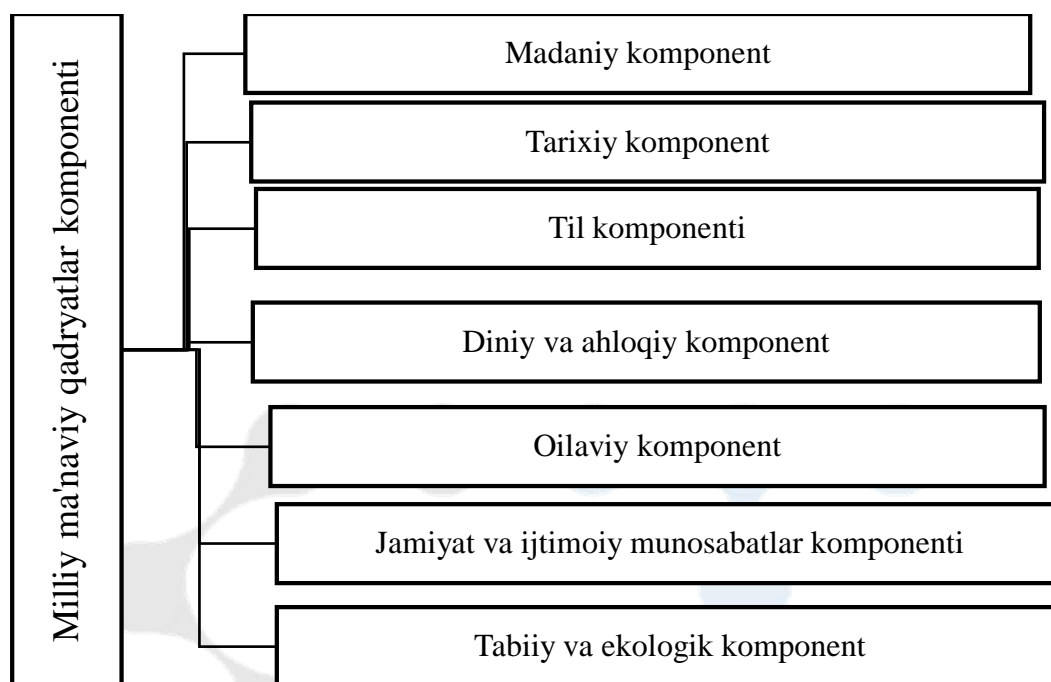 Milliy ma'naviy qadryatlar komponenti
Madaniy komponent
Tarixiy komponent
Til komponenti
Diniy va ahloqiy komponent
Oilaviy komponent
Jamiyat va ijtimoiy munosabatlar komponenti
Tabiiy va ekologik komponent